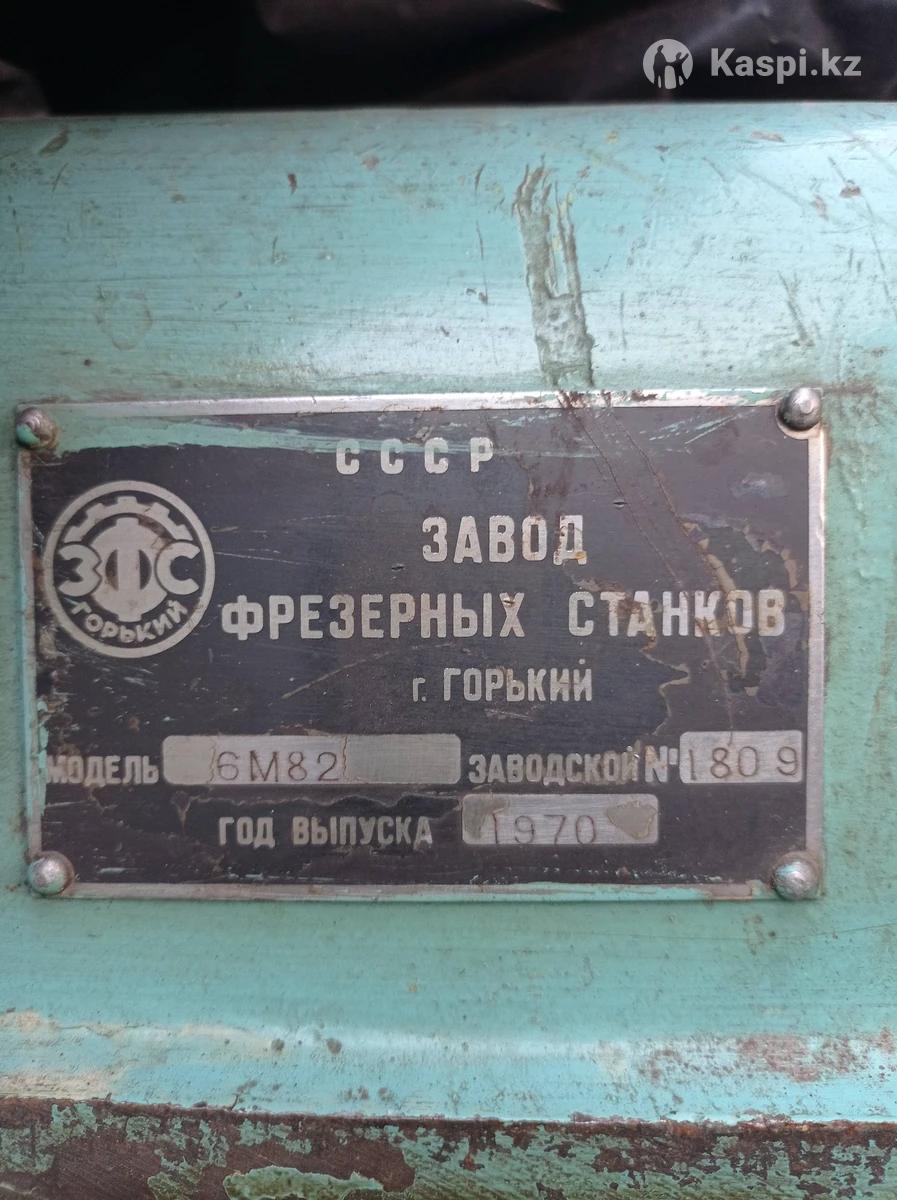 Kaspi.kz
СССР
ЗАВОД
ФРЕЗЕРНЫХ СТАНКОВ
г. ГОРЬКИЙ
ЗФС
ГОРЬКИЙ
МОДЕЛЬ 6М82 ЗАВОДСКОЙ № 1809
ГОД ВЫПУСКА 1970